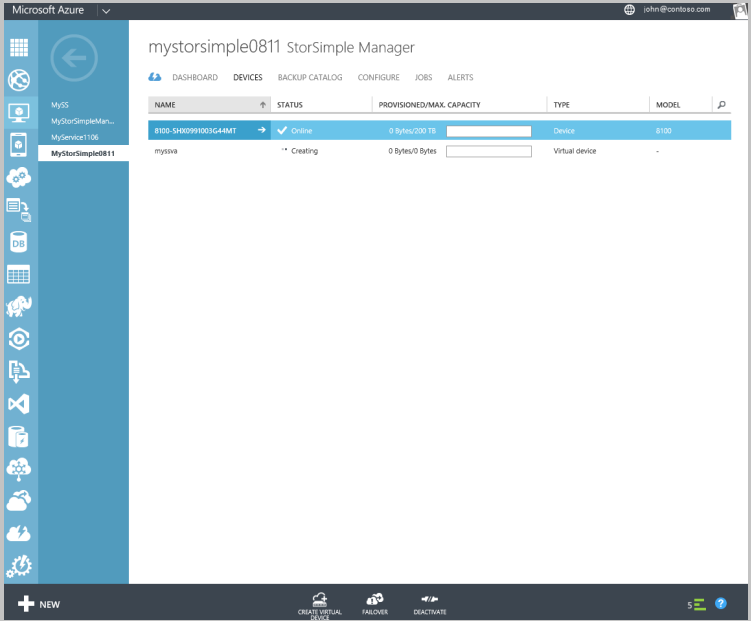 Microsoft Azure
john@contoso.com
mystorsimple0811 StorSimple Manager
DASHBOARD DEVICES BACKUP CATALOG CONFIGURE JOBS ALERTS
MySS
MyStorSimpleMan...
MyService1106
MyStorSimple0811
NAME STATUS PROVISIONED/MAX. CAPACITY TYPE MODEL
8100-SHX0991003G44MT Online 0 Bytes/200 TB Device 8100
myssva Creating 0 Bytes/0 Bytes Virtual device -
DB
NEW
CREATE VIRTUAL
DEVICE
FAILOVER
DEACTIVATE
5
?